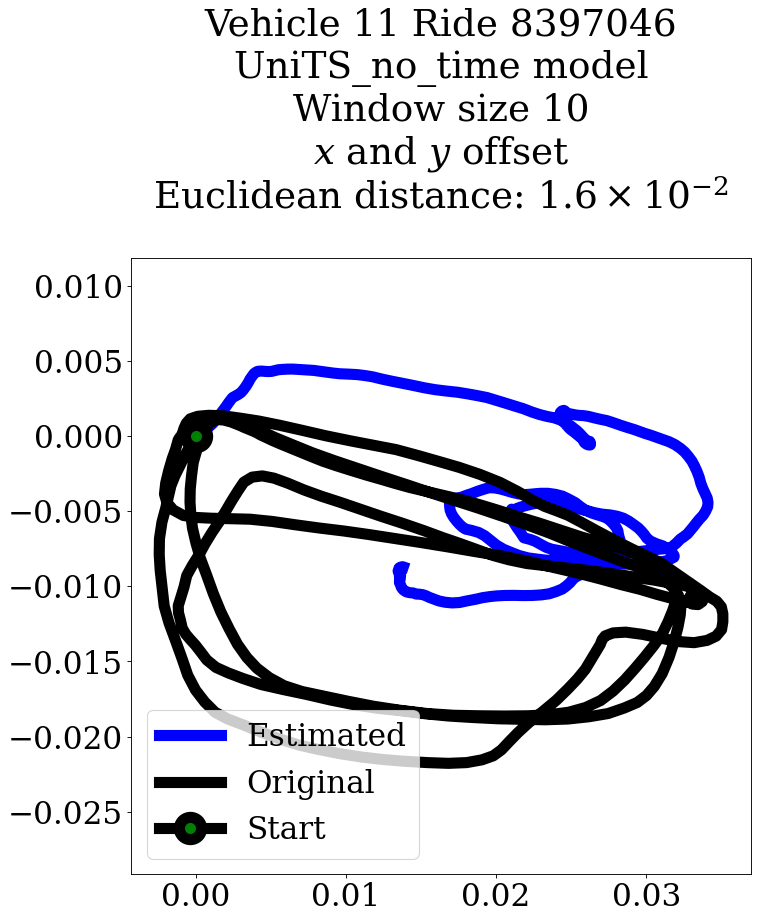 Vehicle 11 Ride 8397046
UniTS_no_time model
Window size 10
x and y offset
Euclidean distance: 1.6 × 10⁻²
0.010
0.005
0.000
−0.005
−0.010
−0.015
−0.020
−0.025
Estimated
Original
Start
0.00 0.01 0.02 0.03